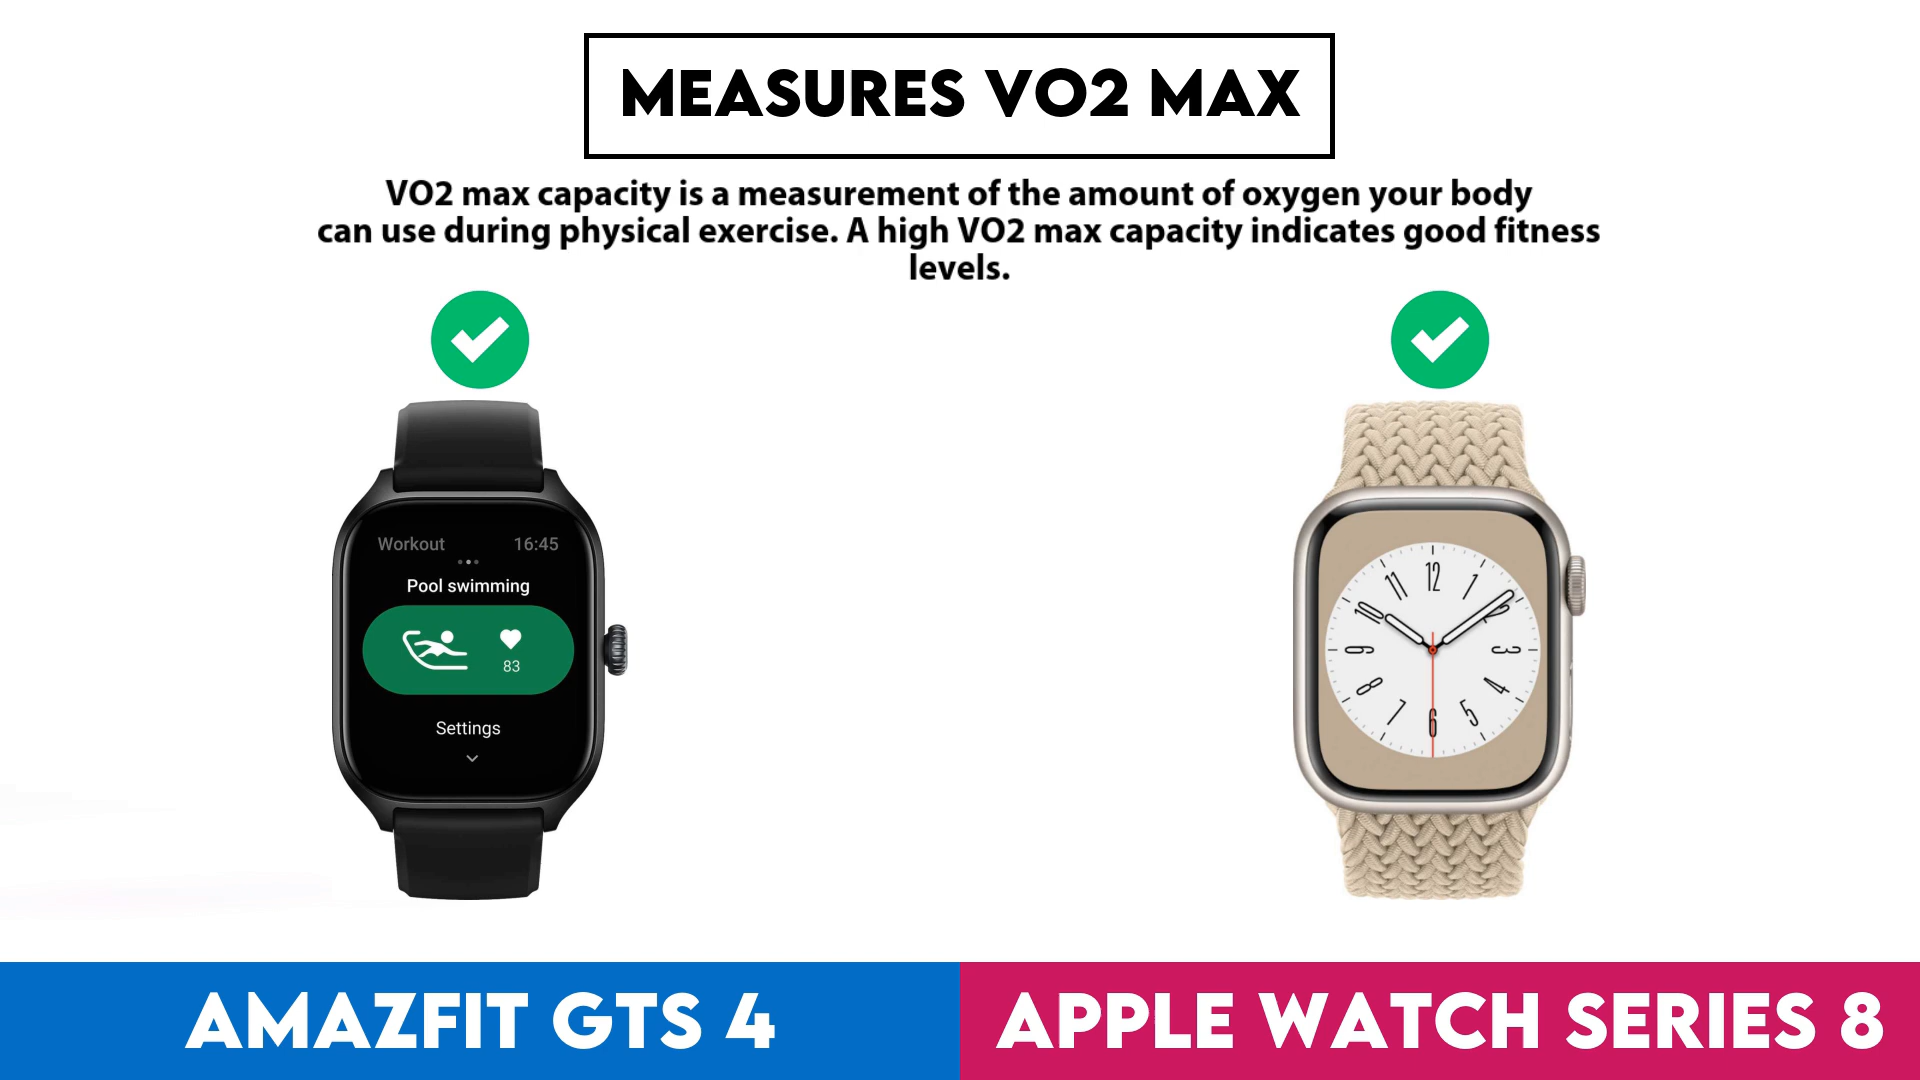 MEASURES VO2 MAX
VO2 max capacity is a measurement of the amount of oxygen your body
can use during physical exercise. A high VO2 max capacity indicates good fitness
levels.
Workout 16:45
Pool swimming
83
Settings
12
11 1
10 2
9 3
8 4
7 5
6
AMAZFIT GTS 4 APPLE WATCH SERIES 8